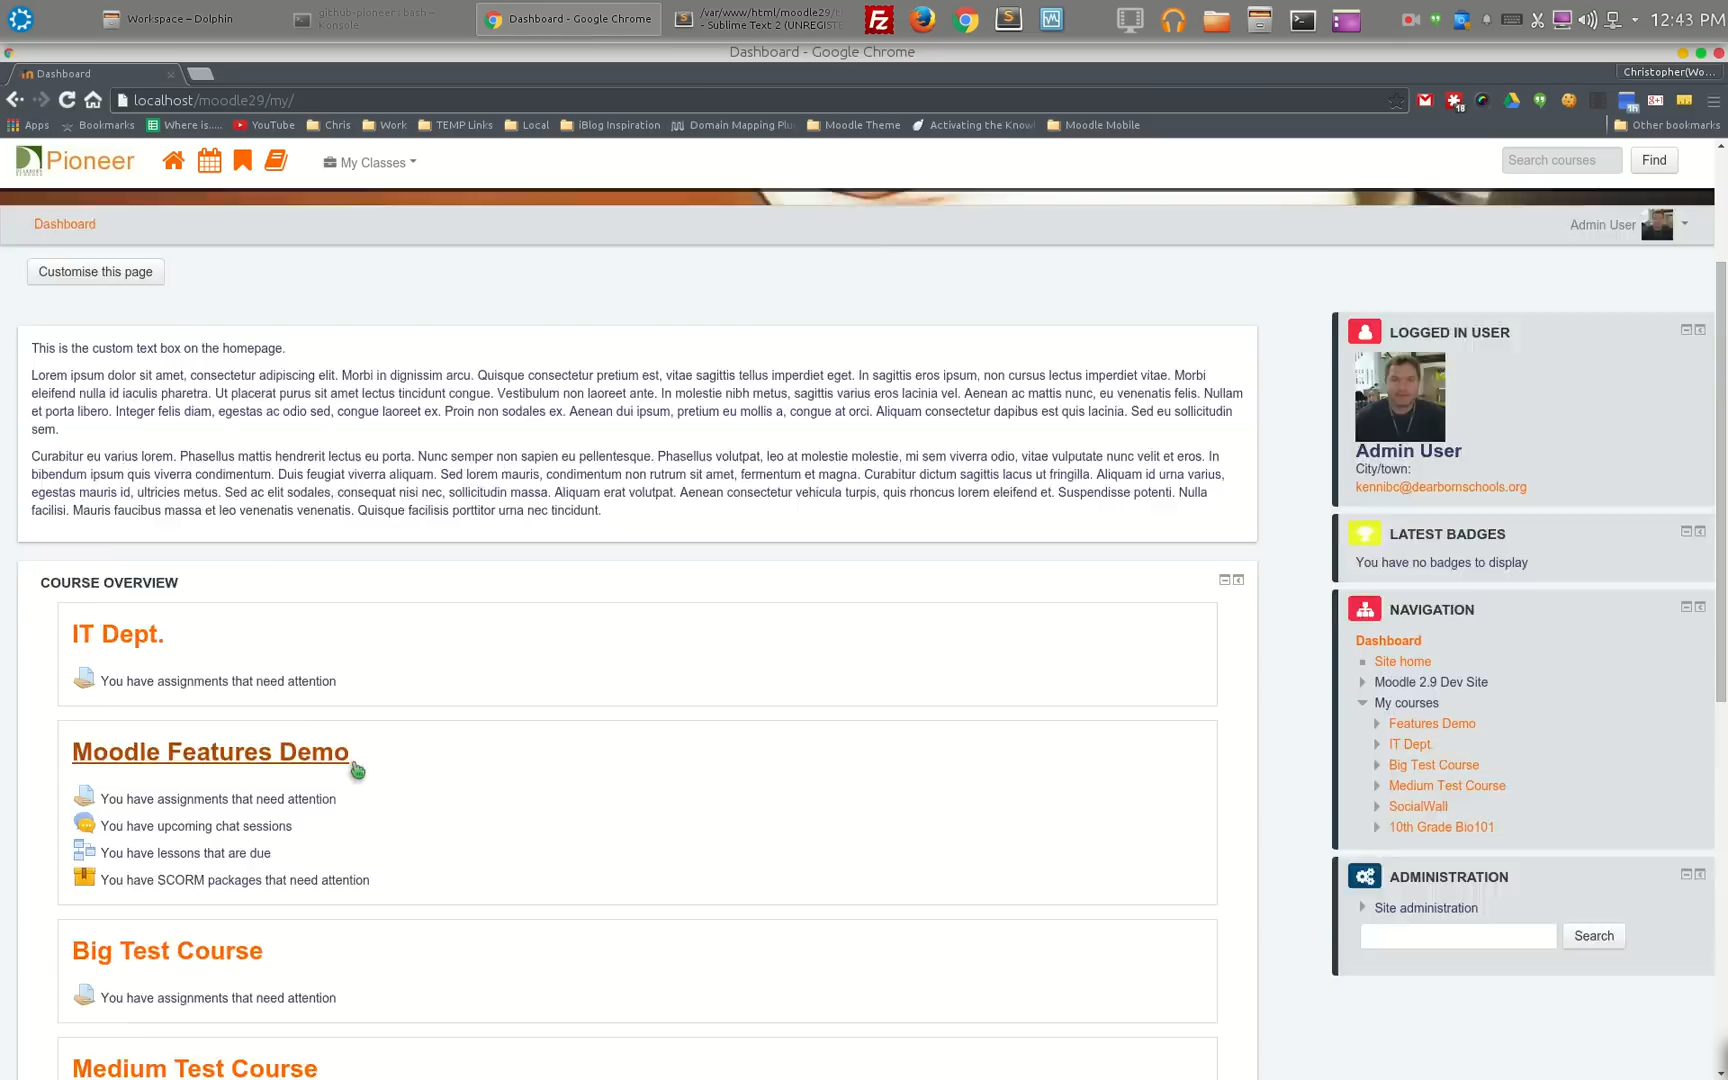 Workspace – Dolphin
github-pioneer : bash –
Konsole
Dashboard - Google Chrome
/var/www/html/moodle29/t
- Sublime Text 2 (UNREGIST
12:43 PM
Dashboard - Google Chrome
Dashboard
Christopher(Wo...
localhost/moodle29/my/
18
1h
Apps
Bookmarks
Where is.....
YouTube
Chris
Work
TEMP Links
Local
iBlog Inspiration
Domain Mapping Plu
Moodle Theme
Activating the Know
Moodle Mobile
Other bookmarks
Pioneer
My Classes
Search courses
Find
Dashboard
Admin User
Customise this page
This is the custom text box on the homepage.
Lorem ipsum dolor sit amet, consectetur adipiscing elit. Morbi in dignissim arcu. Quisque consectetur pretium est, vitae sagittis tellus imperdiet eget. In sagittis eros ipsum, non cursus lectus imperdiet vitae. Morbi
eleifend nulla id iaculis pharetra. Ut placerat purus sit amet lectus tincidunt congue. Vestibulum non laoreet ante. In molestie nibh metus, sagittis varius eros lacinia vel. Aenean ac mattis nunc, eu venenatis felis. Nullam
et porta libero. Integer felis diam, egestas ac odio sed, congue laoreet ex. Proin non sodales ex. Aenean dui ipsum, pretium eu mollis a, congue at orci. Aliquam consectetur dapibus est quis lacinia. Sed eu sollicitudin
sem.
Curabitur eu varius lorem. Phasellus mattis hendrerit lectus eu porta. Nunc semper non sapien eu pellentesque. Phasellus volutpat, leo at molestie molestie, mi sem viverra odio, vitae vulputate nunc velit et eros. In
bibendum ipsum quis viverra condimentum. Duis feugiat viverra aliquam. Sed lorem mauris, condimentum non rutrum sit amet, fermentum et magna. Curabitur dictum sagittis lacus ut fringilla. Aliquam id urna varius,
egestas mauris id, ultricies metus. Sed ac elit sodales, consequat nisi nec, sollicitudin massa. Aliquam erat volutpat. Aenean consectetur vehicula turpis, quis rhoncus lorem eleifend et. Suspendisse potenti. Nulla
facilisi. Mauris faucibus massa et leo venenatis venenatis. Quisque facilisis porttitor urna nec tincidunt.
COURSE OVERVIEW
IT Dept.
You have assignments that need attention
Moodle Features Demo
You have assignments that need attention
You have upcoming chat sessions
You have lessons that are due
You have SCORM packages that need attention
Big Test Course
You have assignments that need attention
Medium Test Course
LOGGED IN USER
Admin User
City/town:
kennibc@dearbornschools.org
LATEST BADGES
You have no badges to display
NAVIGATION
Dashboard
Site home
Moodle 2.9 Dev Site
My courses
Features Demo
IT Dept.
Big Test Course
Medium Test Course
SocialWall
10th Grade Bio101
ADMINISTRATION
Site administration
Search